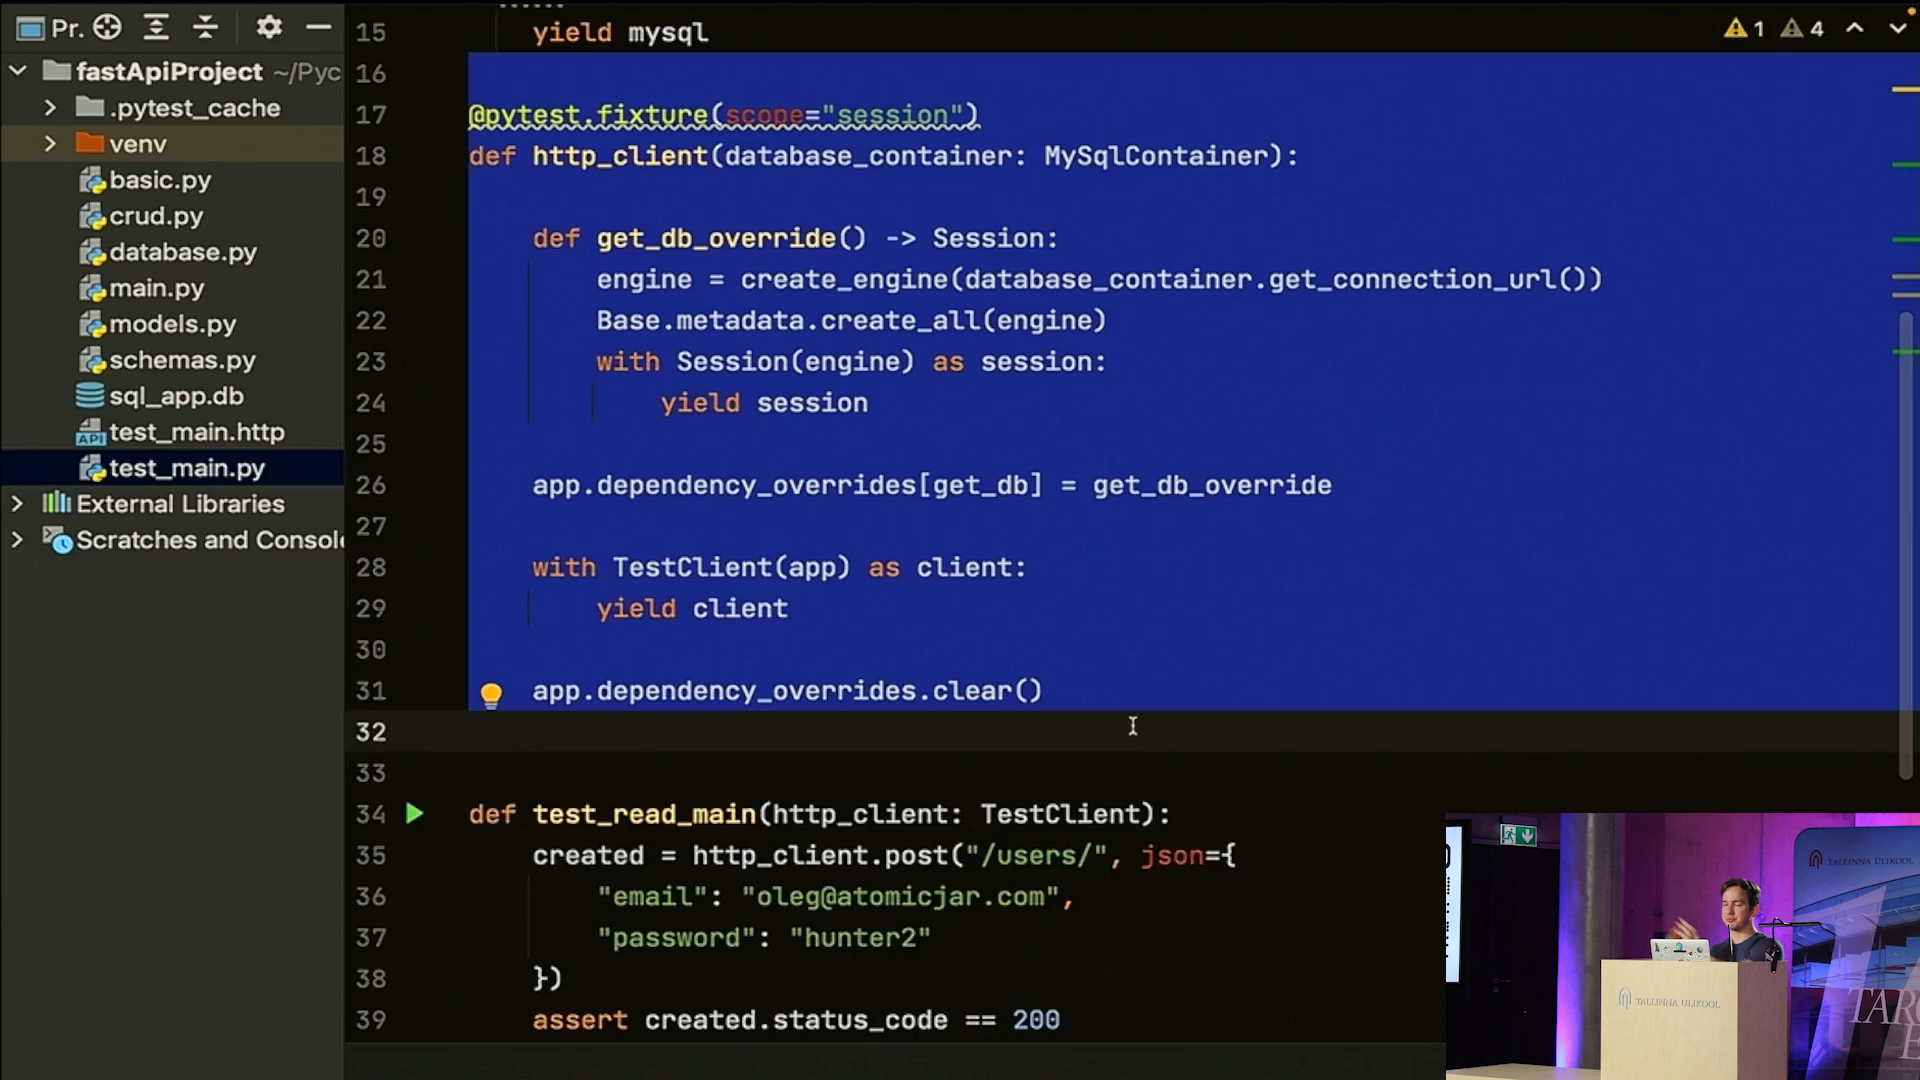 Pr.
fastApiProject ~/Pyc
.pytest_cache
venv
basic.py
crud.py
database.py
main.py
models.py
schemas.py
sql_app.db
API test_main.http
test_main.py
External Libraries
Scratches and Consol
1 4
15 yield mysql
16
17 @pytest.fixture(scope="session")
18 def http_client(database_container: MySqlContainer):
19
20 def get_db_override() -> Session:
21 engine = create_engine(database_container.get_connection_url())
22 Base.metadata.create_all(engine)
23 with Session(engine) as session:
24 yield session
25
26 app.dependency_overrides[get_db] = get_db_override
27
28 with TestClient(app) as client:
29 yield client
30
31 app.dependency_overrides.clear()
32
33
34 def test_read_main(http_client: TestClient):
35 created = http_client.post("/users/", json={
36 "email": "oleg@atomicjar.com",
37 "password": "hunter2"
38 })
39 assert created.status_code == 200
TALLINNA ÜLIKOOL
TALLINNA ÜLIKOOL